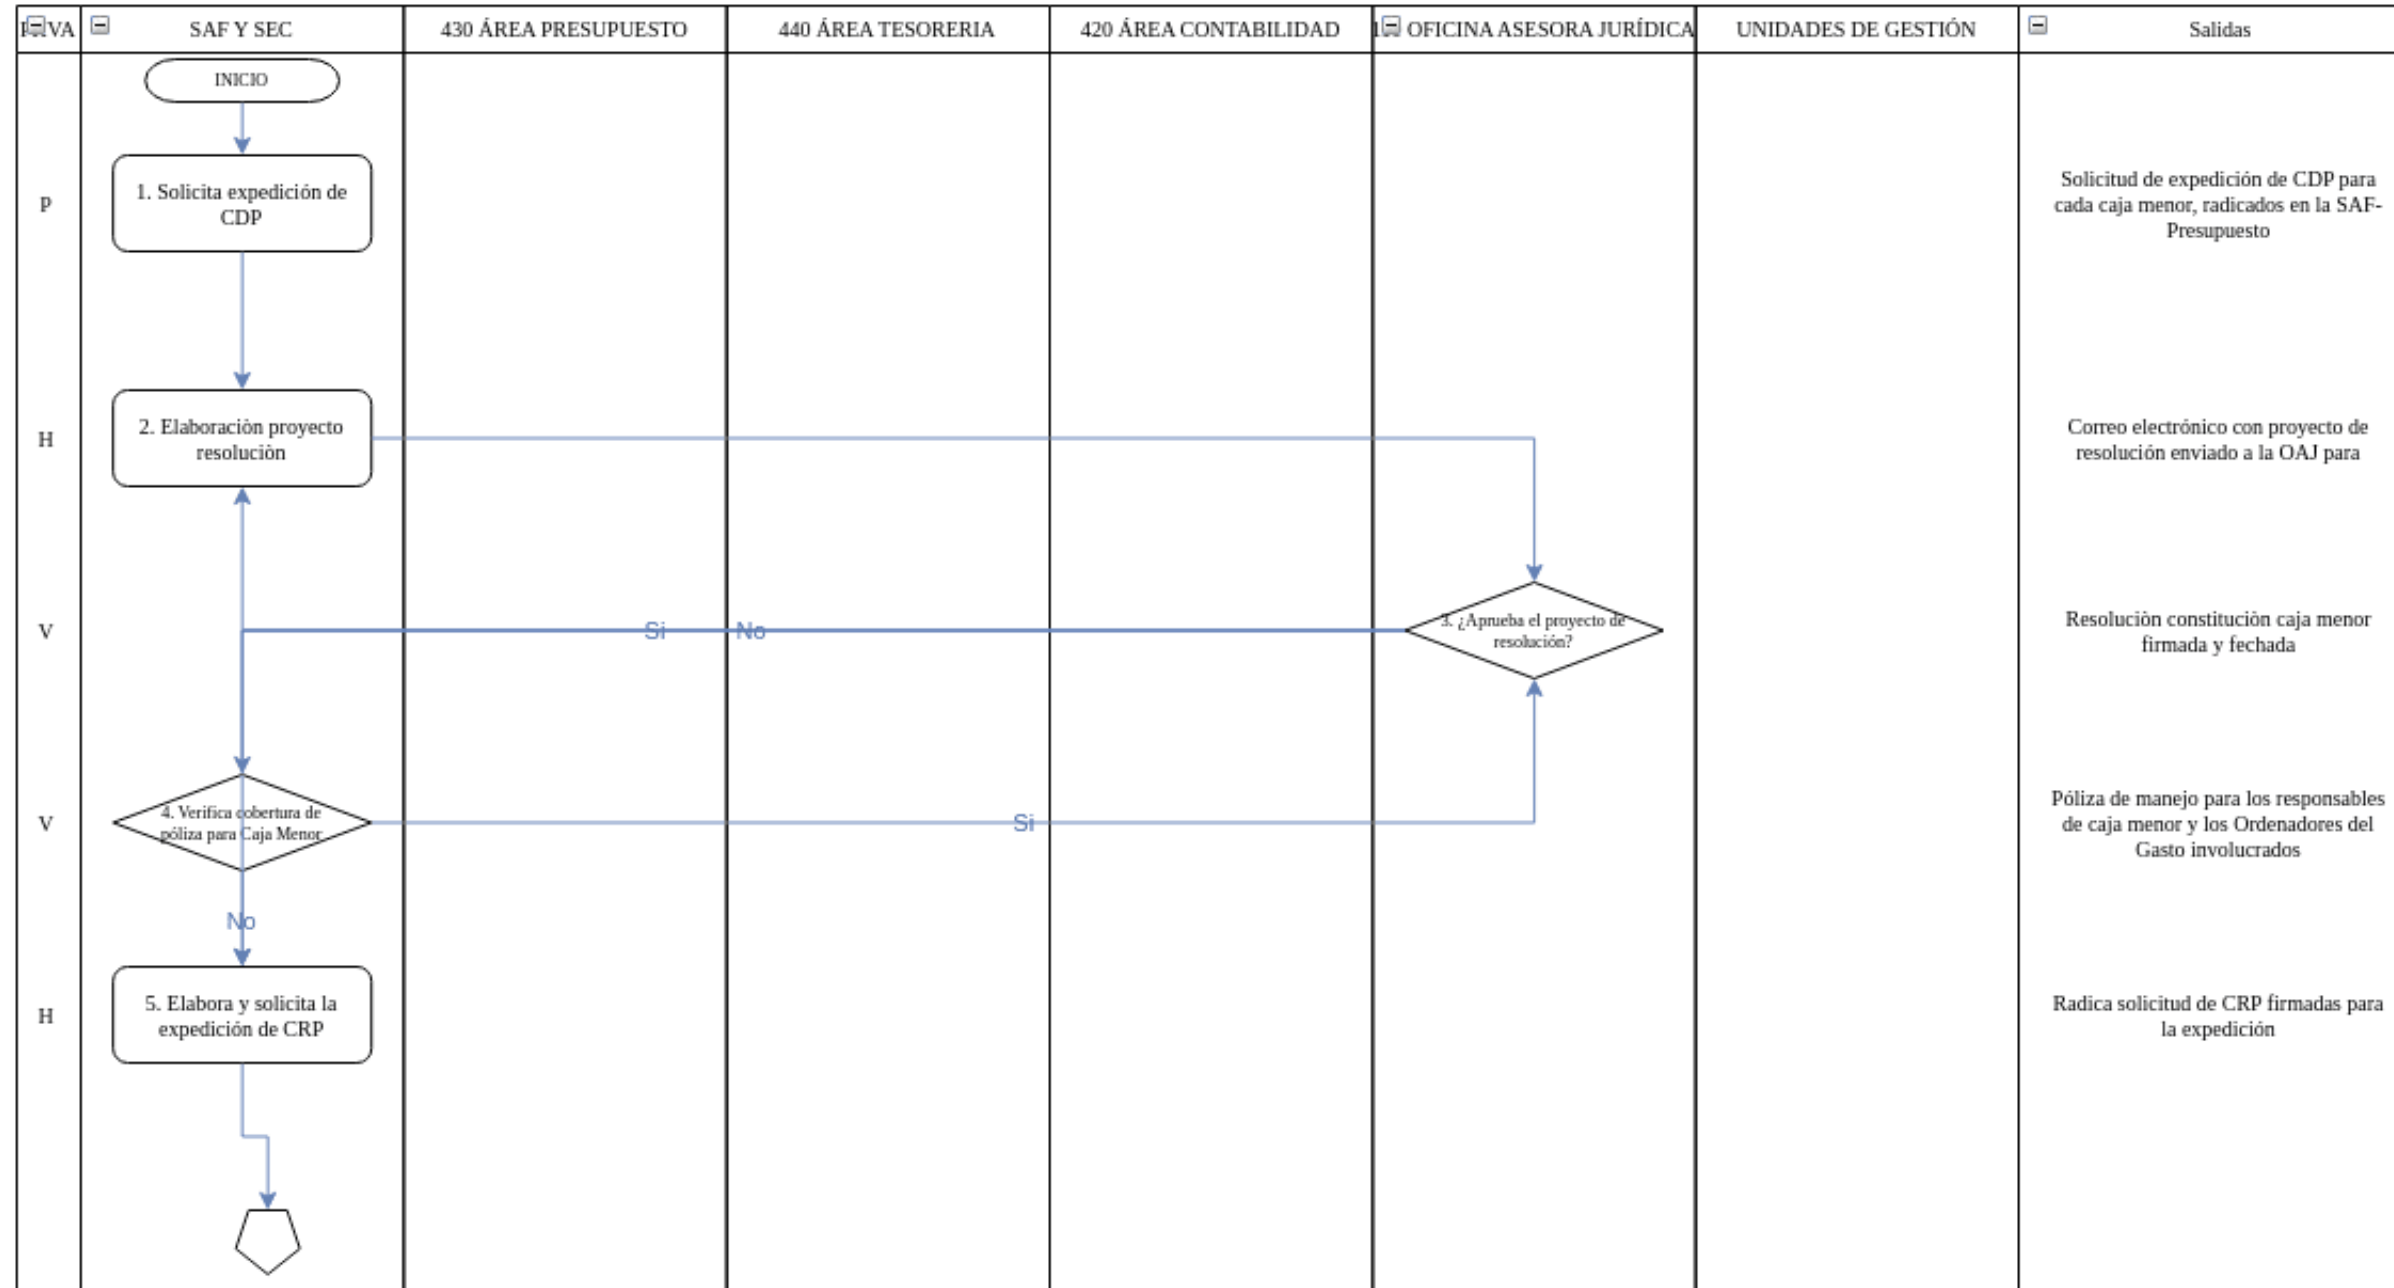 SAF Y SEC
430 ÁREA PRESUPUESTO
440 ÁREA TESORERIA
420 ÁREA CONTABILIDAD
OFICINA ASESORA JURÍDICA
UNIDADES DE GESTIÓN
Salidas
INICIO
P
1. Solicita expedición de
CDP
Solicitud de expedición de CDP para
cada caja menor, radicados en la SAF-
Presupuesto
H
2. Elaboraciòn proyecto
resoluciòn
Correo electrónico con proyecto de
resolución enviado a la OAJ para
V
Si
No
3. ¿Aprueba el proyecto de
resolución?
Resoluciòn constituciòn caja menor
firmada y fechada
V
4. Verifica cobertura de
póliza para Caja Menor
Si
Póliza de manejo para los responsables
de caja menor y los Ordenadores del
Gasto involucrados
No
H
5. Elabora y solicita la
expedición de CRP
Radica solicitud de CRP firmadas para
la expedición